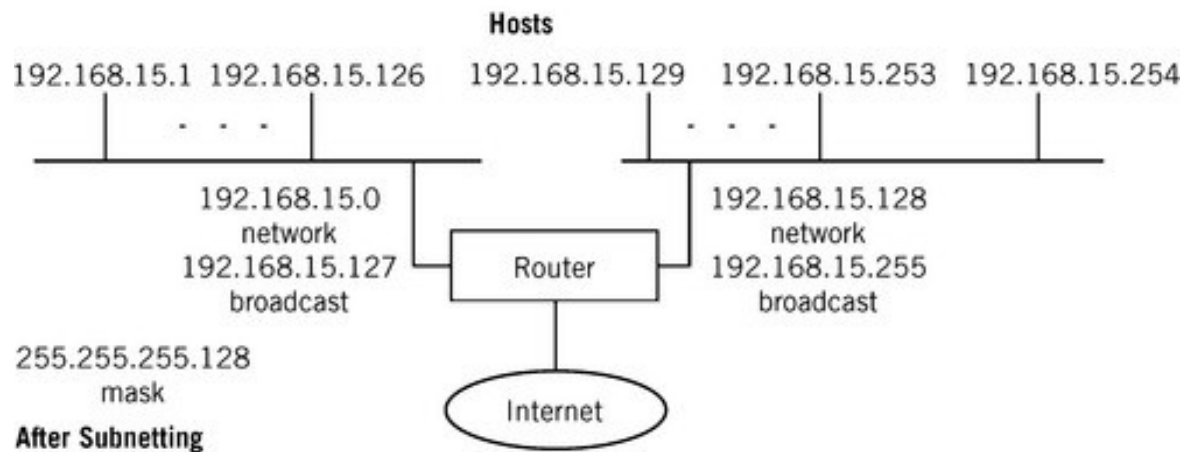 Hosts
192.168.15.1 192.168.15.126 192.168.15.129 192.168.15.253 192.168.15.254
- - - - - -
192.168.15.0
network
192.168.15.127
broadcast
Router
192.168.15.128
network
192.168.15.255
broadcast
255.255.255.128
mask
Internet
After Subnetting